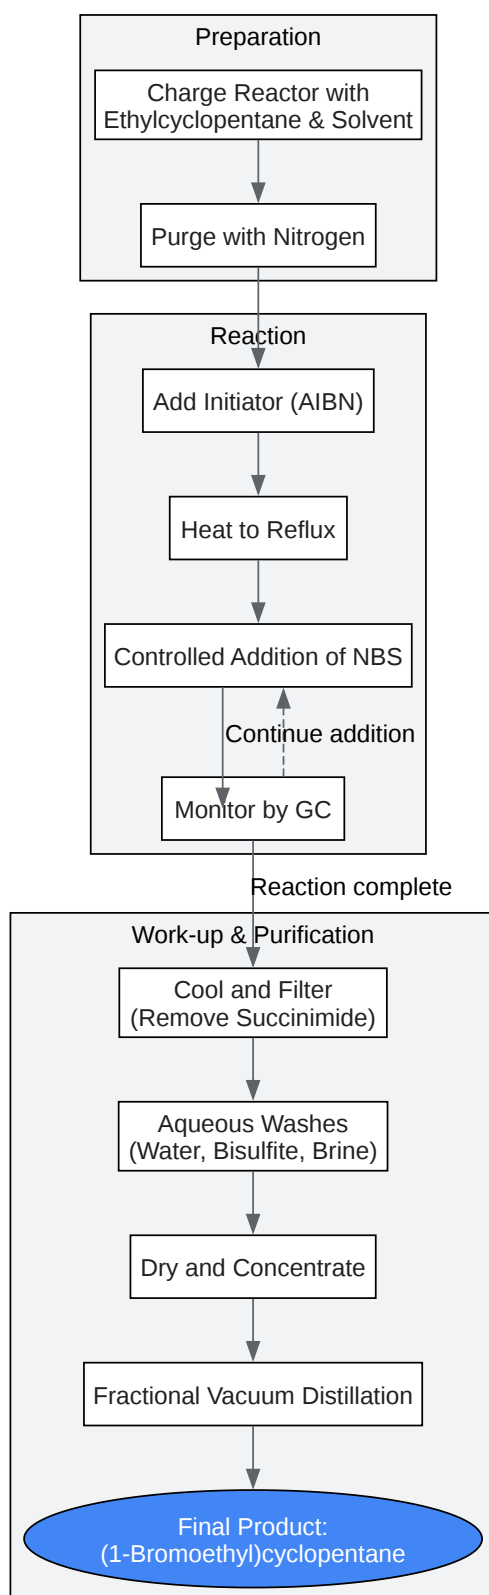 Preparation
Charge Reactor with
Ethylcyclopentane & Solvent
Purge with Nitrogen
Reaction
Add Initiator (AIBN)
Heat to Reflux
Controlled Addition of NBS
Continue addition
Monitor by GC
Reaction complete
Work-up & Purification
Cool and Filter
(Remove Succinimide)
Aqueous Washes
(Water, Bisulfite, Brine)
Dry and Concentrate
Fractional Vacuum Distillation
Final Product:
(1-Bromoethyl)cyclopentane